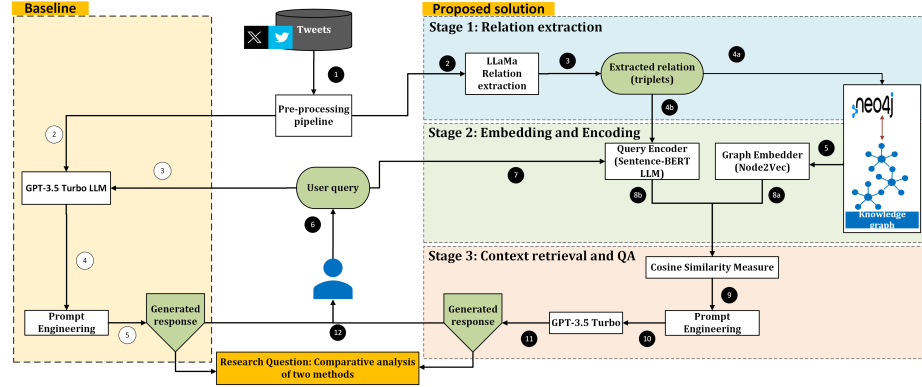 Baseline
Proposed solution
Tweets
Stage 1: Relation extraction
1
2
3
4a
LLaMa
Relation
extraction
Extracted relation
(triplets)
Pre-processing
pipeline
4b
neo4j
2
Stage 2: Embedding and Encoding
Query Encoder
(Sentence-BERT
LLM)
Graph Embedder
(Node2Vec)
5
3
7
GPT-3.5 Turbo LLM
User query
8b
8a
6
Knowledge
graph
4
Stage 3: Context retrieval and QA
Cosine Similarity Measure
9
Prompt
Engineering
5
Generated
response
12
Generated
response
11
GPT-3.5 Turbo
10
Prompt
Engineering
Research Question: Comparative analysis
of two methods